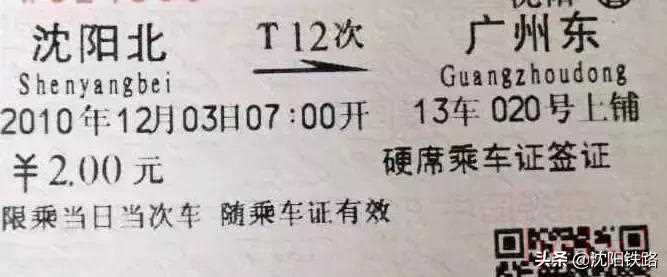 沈阳北 T 12次 广州东
Shenyangbei Guangzhoudong
2010年12月03日07:00开 13车020号上铺
￥2.00元 硬席乘车证签证
限乘当日当次车 随乘车证有效
头条 @沈阳铁路